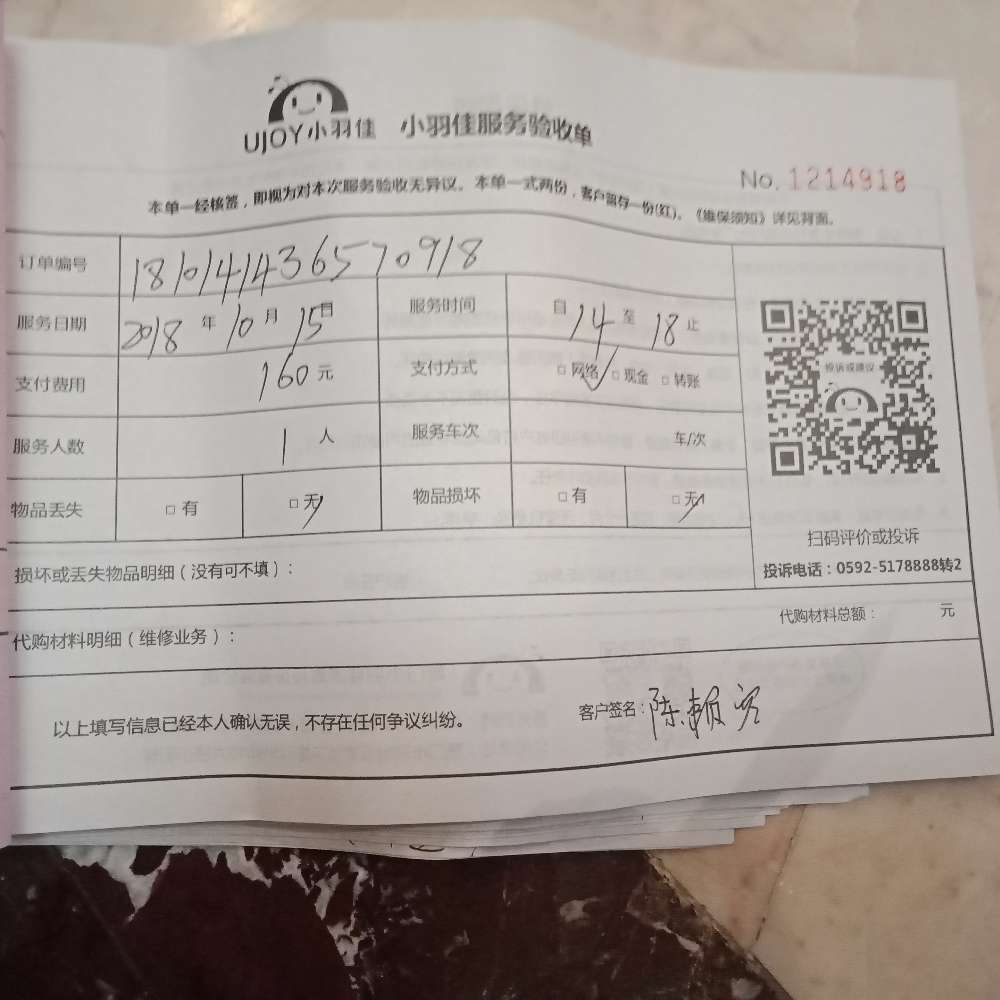 UJOY小羽佳 小羽佳服务验收单
No. 1214918
本单一经核签，即视为对本次服务验收无异议。本单一式两份，客户留存一份(红)。《维保须知》详见背面。
订单编号 1810141436570918
服务日期 2018 年 10 月 15 日 服务时间 自 14 至 18 止
支付费用 160 元 支付方式 □ 网络 □ 现金 □ 转账
服务人数 1 人 服务车次 车/次
物品丢失 □ 有 □ 无 物品损坏 □ 有 □ 无
投诉或建议
扫码评价或投诉
投诉电话：0592-5178888转2
损坏或丢失物品明细（没有可不填）：
代购材料明细（维修业务）： 代购材料总额： 元
以上填写信息已经本人确认无误，不存在任何争议纠纷。 客户签名：陈